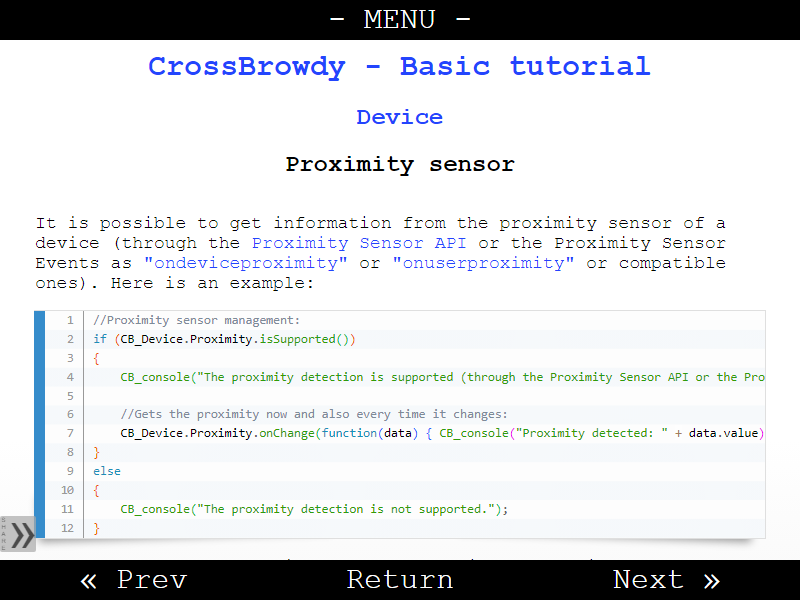 - MENU -
CrossBrowdy - Basic tutorial
Device
Proximity sensor
It is possible to get information from the proximity sensor of a
device (through the Proximity Sensor API or the Proximity Sensor
Events as "ondeviceproximity" or "onuserproximity" or compatible
ones). Here is an example:
1 //Proximity sensor management:
2 if (CB_Device.Proximity.isSupported())
3 {
4 CB_console("The proximity detection is supported (through the Proximity Sensor API or the Pro
5
6 //Gets the proximity now and also every time it changes:
7 CB_Device.Proximity.onChange(function(data) { CB_console("Proximity detected: " + data.value)
8 }
9 else
10 {
11 CB_console("The proximity detection is not supported.");
12 }
SHARE
« Prev Return Next »